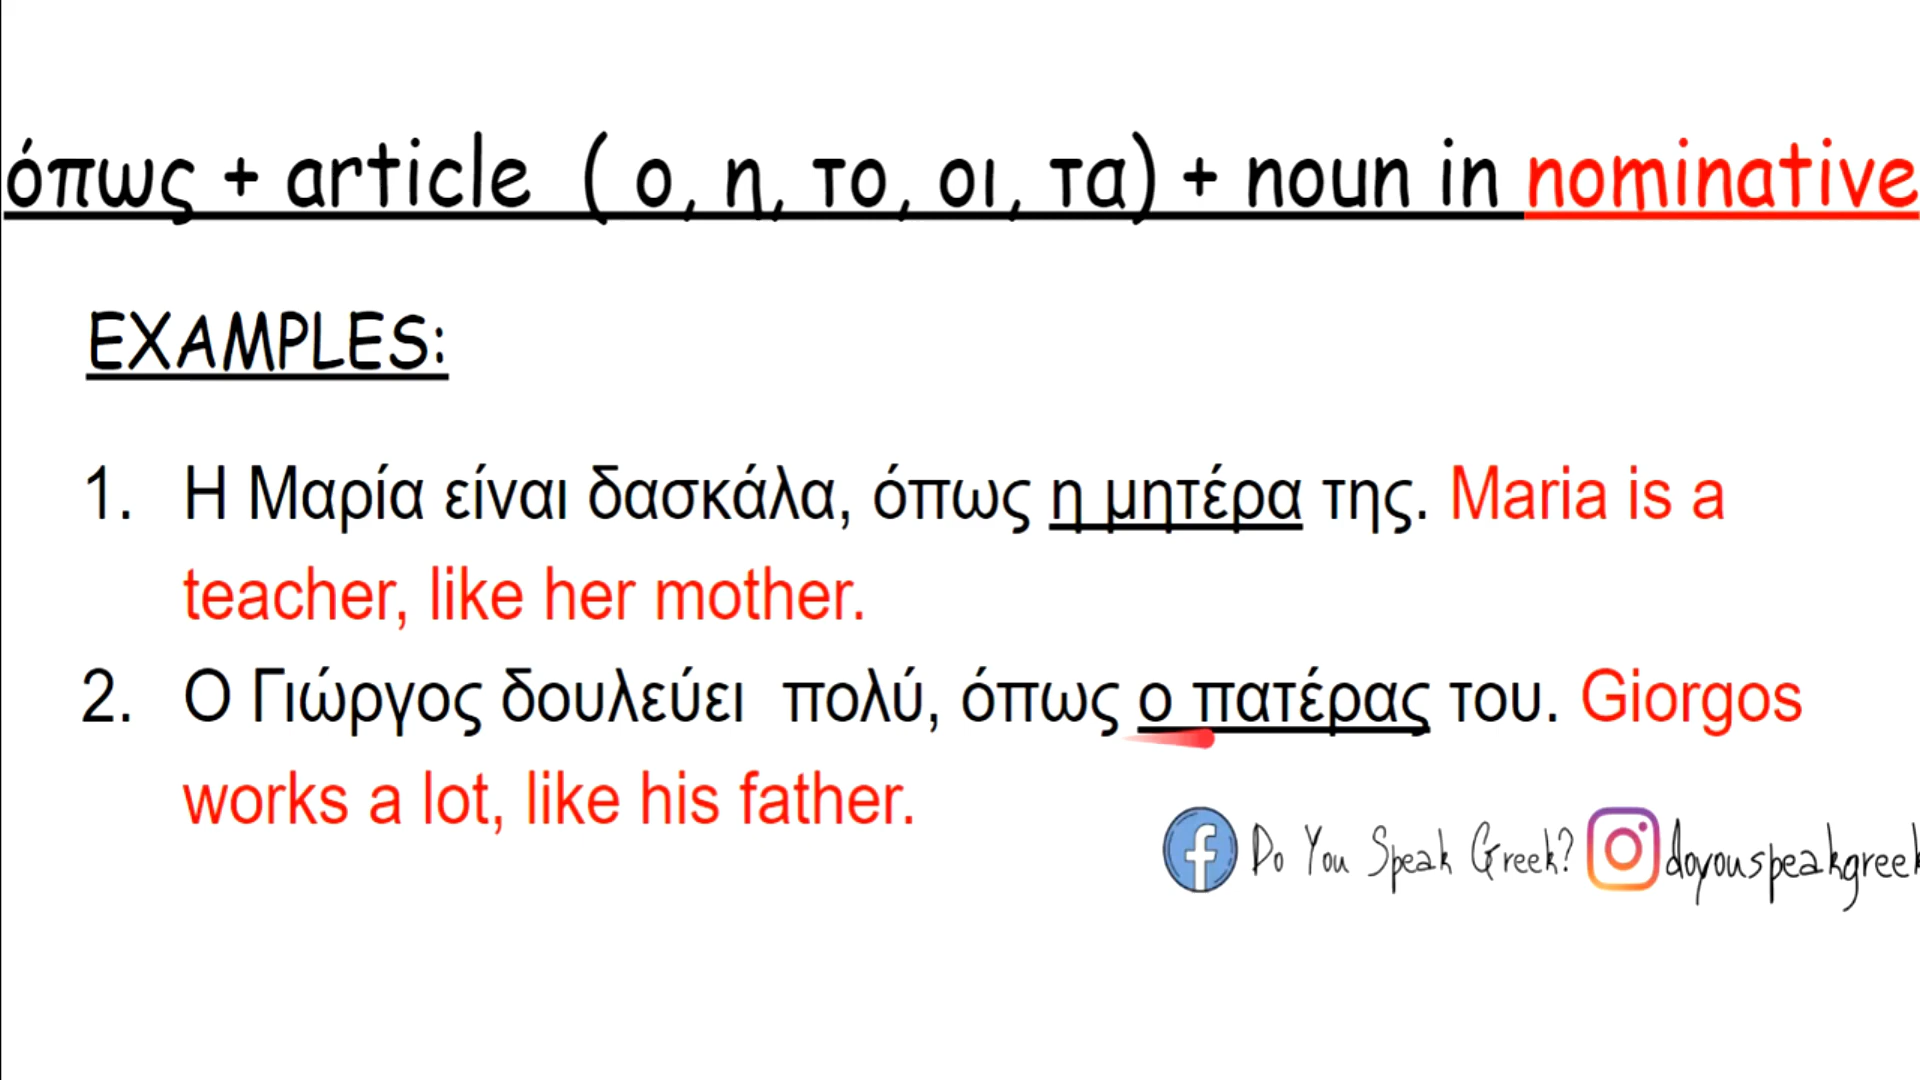 όπως + article ( ο, η, το, οι, τα) + noun in nominative
EXAMPLES:
1. Η Μαρία είναι δασκάλα, όπως η μητέρα της. Maria is a
teacher, like her mother.
2. Ο Γιώργος δουλεύει πολύ, όπως ο πατέρας του. Giorgos
works a lot, like his father.
Do You Speak Greek? doyouspeakgreek